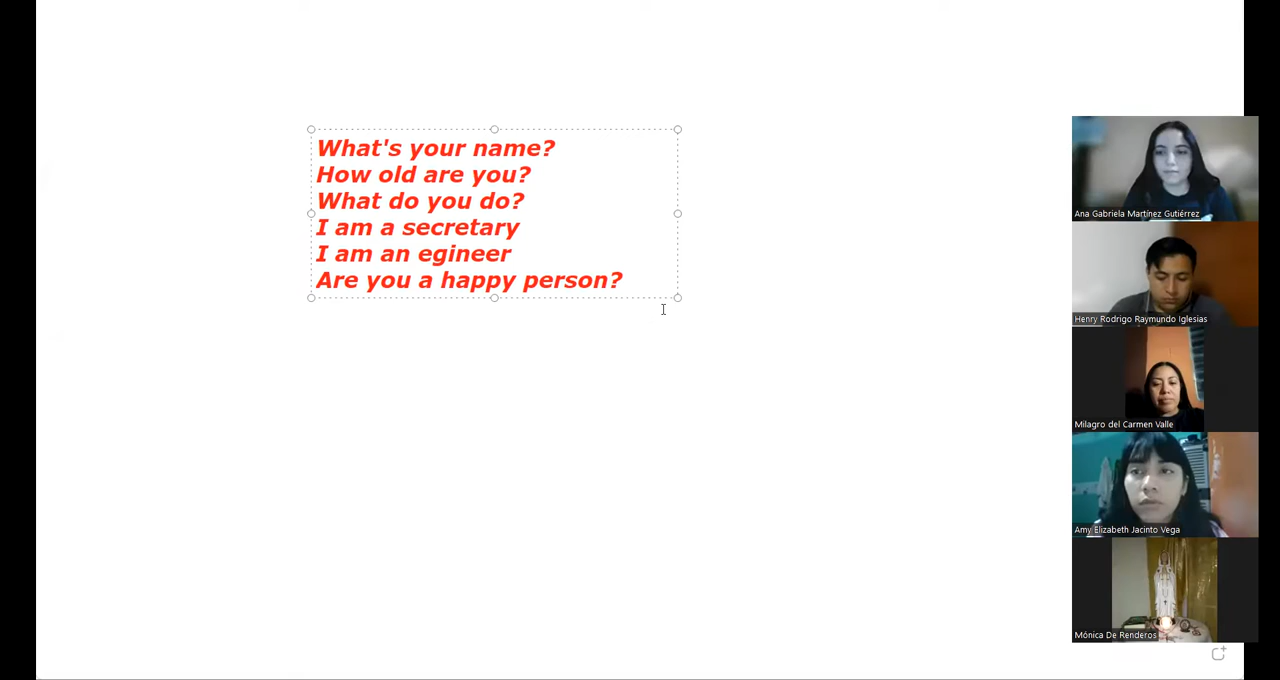 What's your name?
How old are you?
What do you do?
I am a secretary
I am an egineer
Are you a happy person?
Ana Gabriela Martínez Gutiérrez
Henry Rodrigo Raymundo Iglesias
Milagro del Carmen Valle
Amy Elizabeth Jacinto Vega
Mónica De Renderos